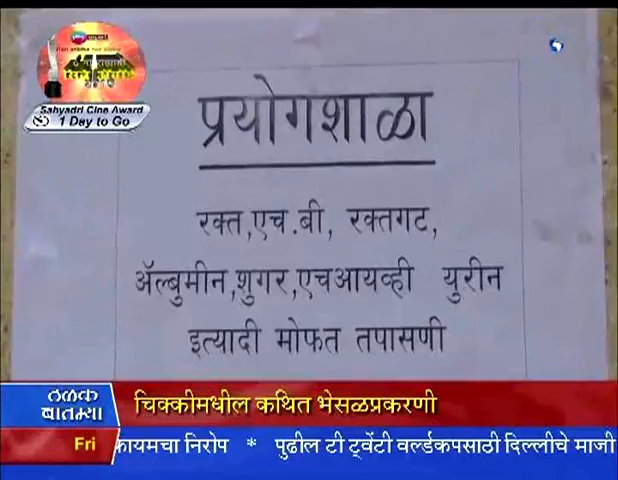 Sahyadri Cine Award
1 Day to Go
प्रयोगशाळा
रक्त,एच.बी, रक्तगट,
ॲल्बुमीन,शुगर,एचआयव्ही युरीन
इत्यादी मोफत तपासणी
ठळक
बातम्या
चिक्कीमधील कथित भेसळप्रकरणी
Fri
कायमचा निरोप * पुढील टी ट्वेंटी वर्ल्डकपसाठी दिल्लीचे माजी